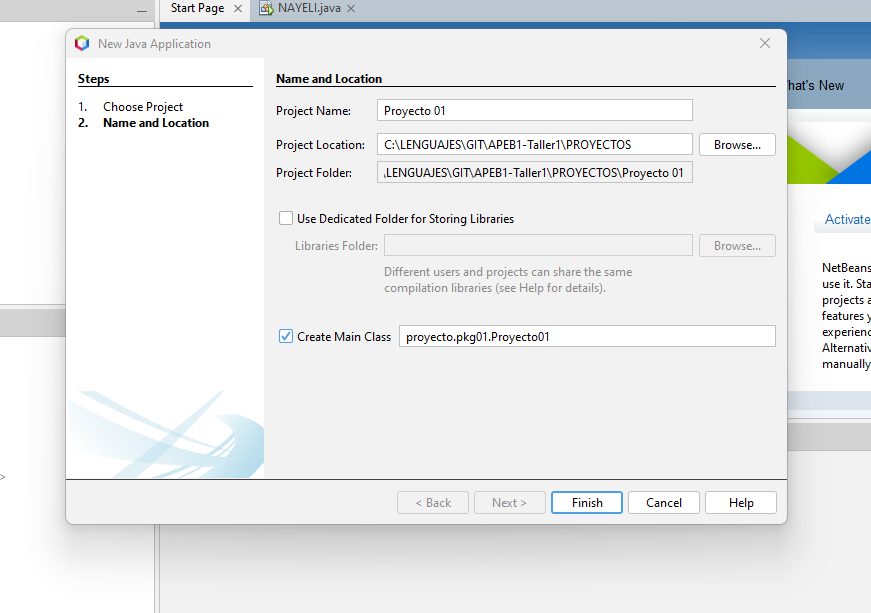 Start Page
NAYELI.java
New Java Application
Steps
1. Choose Project
2. Name and Location
Name and Location
Project Name: Proyecto 01
Project Location: C:\LENGUAJES\GIT\APEB1-Taller1\PROYECTOS Browse...
Project Folder: .LENGUAJES\GIT\APEB1-Taller1\PROYECTOS\Proyecto 01
Use Dedicated Folder for Storing Libraries
Libraries Folder: Browse...
Different users and projects can share the same
compilation libraries (see Help for details).
Create Main Class proyecto.pkg01.Proyecto01
< Back Next > Finish Cancel Help
hat's New
Activate
NetBeans
use it. Sta
projects a
features y
experienc
Alternativ
manually
>